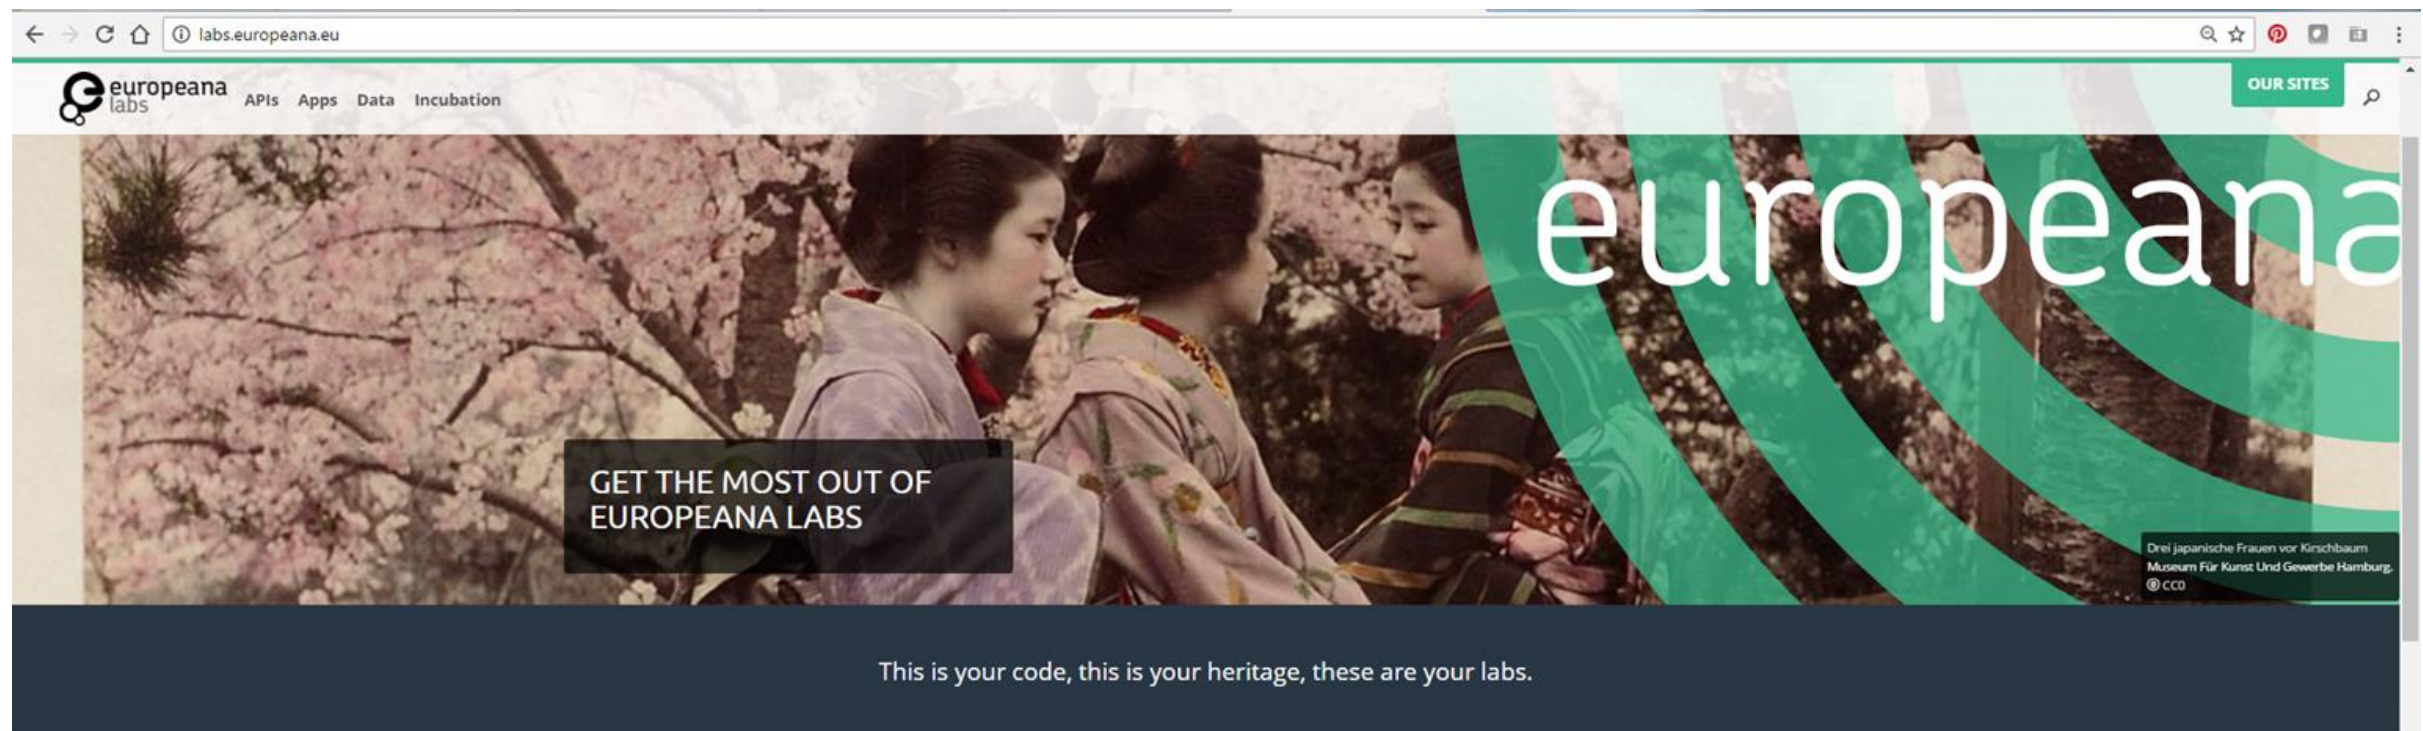 labs.europeana.eu
europeana
labs
APIs Apps Data Incubation
OUR SITES
europeana
GET THE MOST OUT OF
EUROPEANA LABS
Drei japanische Frauen vor Kirschbaum
Museum Für Kunst Und Gewerbe Hamburg.
CC0
This is your code, this is your heritage, these are your labs.